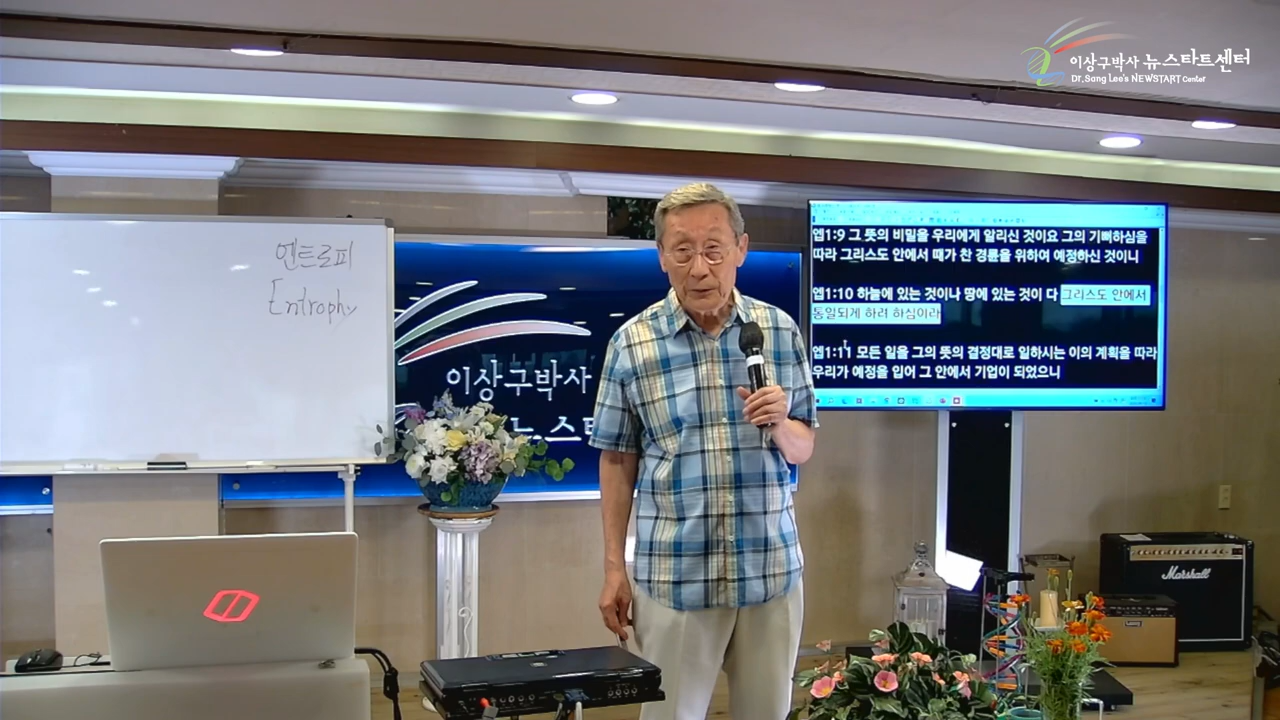 이상구박사 뉴스타트센터
Dr. Sang Lee's NEWSTART Center
엔트로피
Entrophy
이상구박사
뉴스타
엡1:9 그 뜻의 비밀을 우리에게 알리신 것이요 그의 기뻐하심을
따라 그리스도 안에서 때가 찬 경륜을 위하여 예정하신 것이니
엡1:10 하늘에 있는 것이나 땅에 있는 것이 다 그리스도 안에서
통일되게 하려 하심이라
엡1:11 모든 일을 그의 뜻의 결정대로 일하시는 이의 계획을 따라
우리가 예정을 입어 그 안에서 기업이 되었으니
Marshall